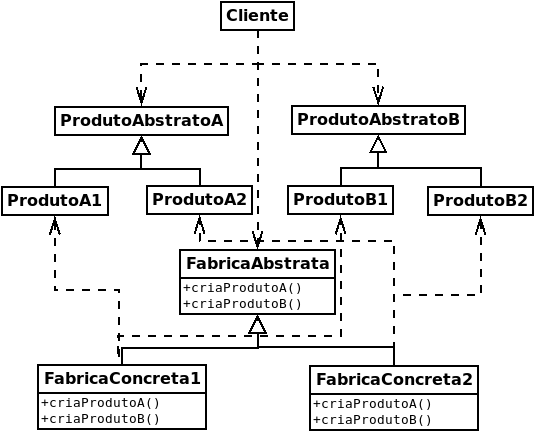 Cliente
ProdutoAbstratoA
ProdutoAbstratoB
ProdutoA1
ProdutoA2
ProdutoB1
ProdutoB2
FabricaAbstrata
+criaProdutoA()
+criaProdutoB()
FabricaConcreta1
+criaProdutoA()
+criaProdutoB()
FabricaConcreta2
+criaProdutoA()
+criaProdutoB()